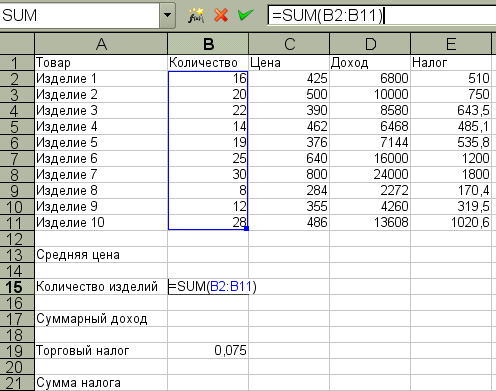 SUM =SUM(B2:B11)
A B C D E
1 Товар Количество Цена Доход Налог
2 Изделие 1 16 425 6800 510
3 Изделие 2 20 500 10000 750
4 Изделие 3 22 390 8580 643,5
5 Изделие 4 14 462 6468 485,1
6 Изделие 5 19 376 7144 535,8
7 Изделие 6 25 640 16000 1200
8 Изделие 7 30 800 24000 1800
9 Изделие 8 8 284 2272 170,4
10 Изделие 9 12 355 4260 319,5
11 Изделие 10 28 486 13608 1020,6
12
13 Средняя цена
14
15 Количество изделий =SUM(B2:B11)
16
17 Суммарный доход
18
19 Торговый налог 0,075
20
21 Сумма налога